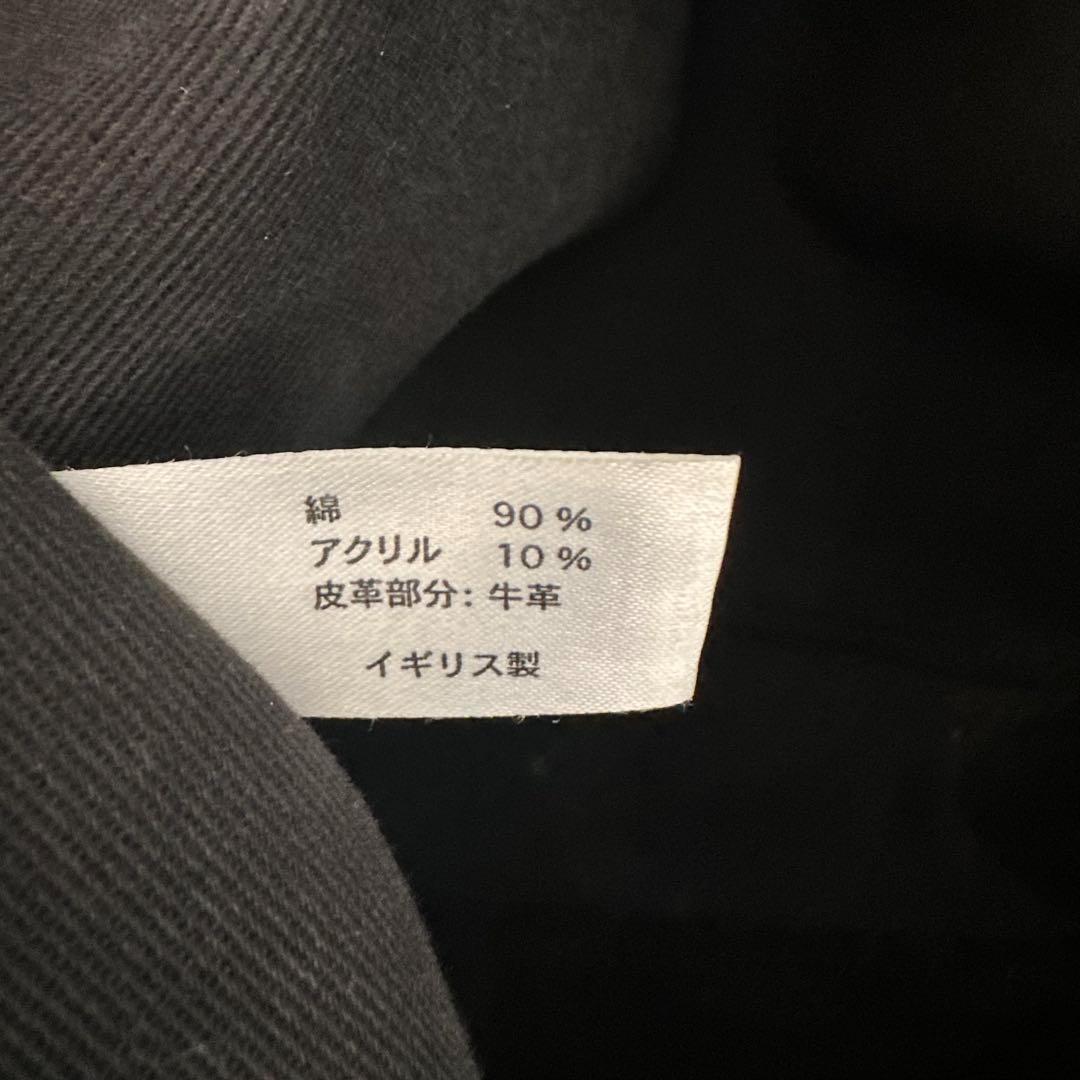 綿 90 %
アクリル 10 %
皮革部分: 牛革
イギリス製